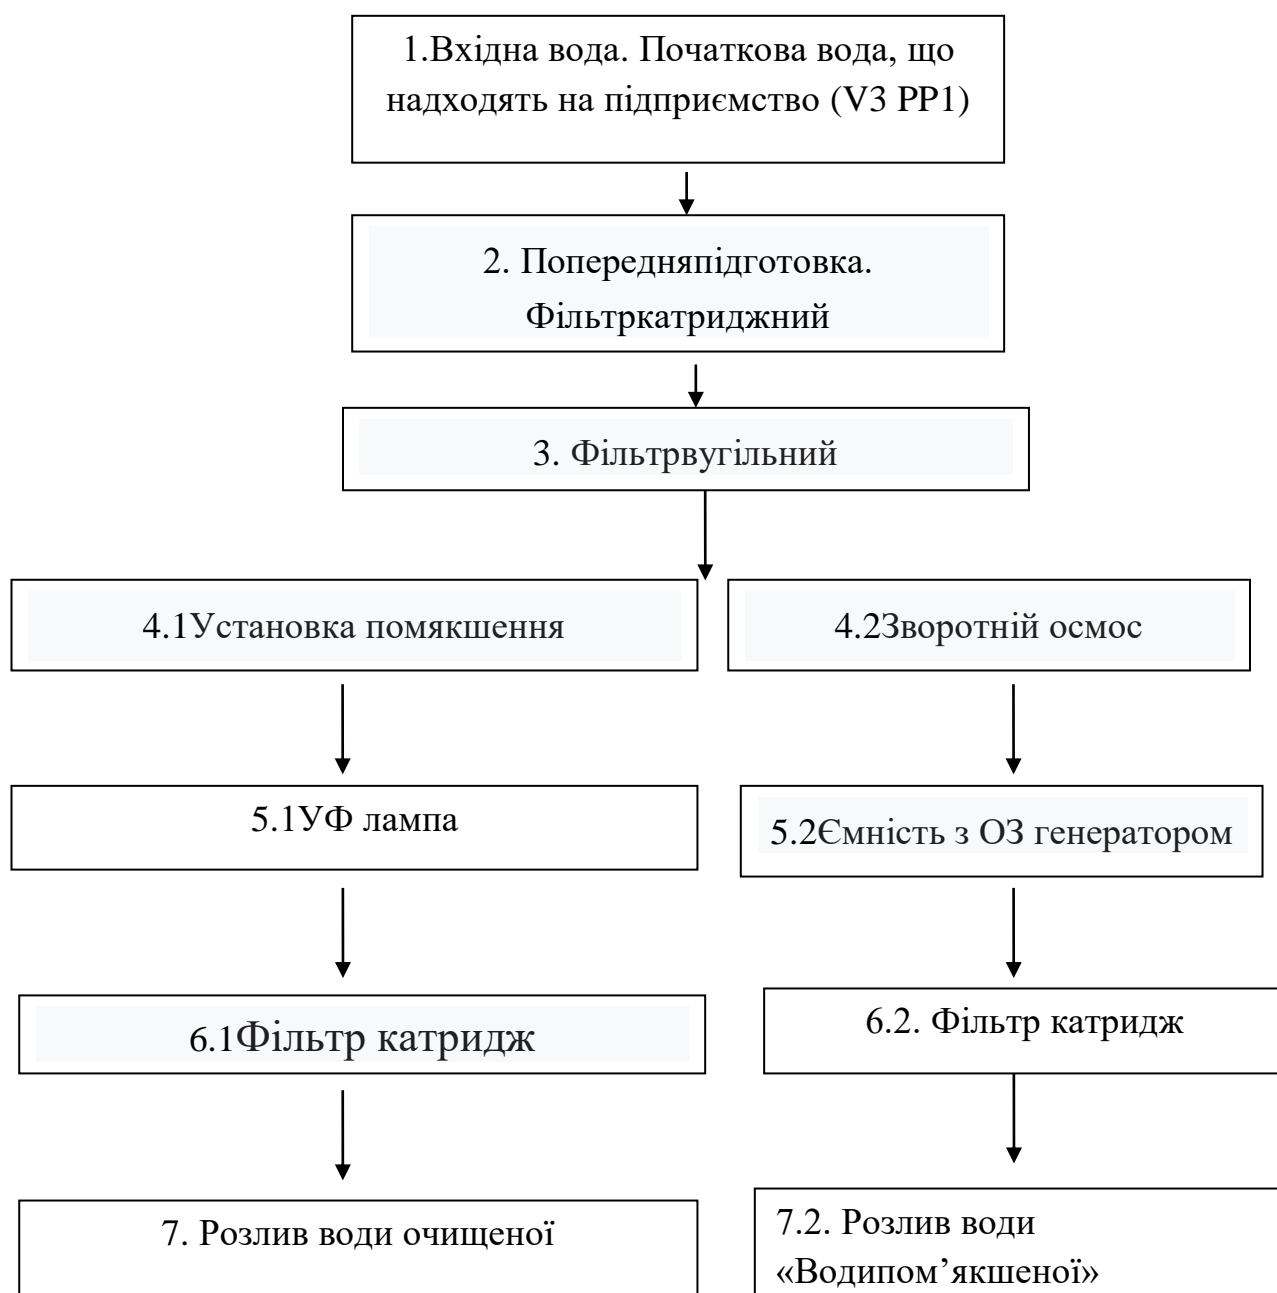 1.Вхідна вода. Початкова вода, що
надходять на підприємство (V3 PP1)
2. Попередняпідготовка.
Фільткатриджний
3. Фільтрвугільний
4.1Установка помякшення
4.2Зворотній осмос
5.1УФ лампа
5.2Ємність з ОЗ генератором
6.1Фільтр катридж
6.2. Фільтр катридж
7. Розлив води очищеної
7.2. Розлив води
«Водипом’якшеної»